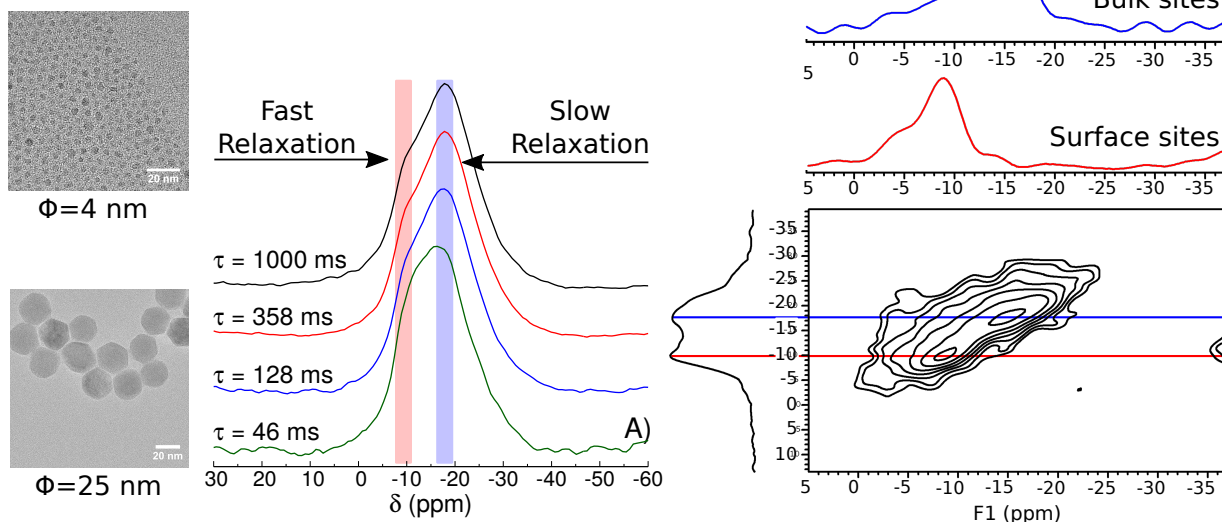 20 nm
Φ=4 nm
20 nm
Φ=25 nm
Fast
Relaxation
Slow
Relaxation
τ = 1000 ms
τ = 358 ms
τ = 128 ms
τ = 46 ms
A)
30 20 10 0 -10 -20 -30 -40 -50 -60
δ (ppm)
Bulk sites
0 -5 -10 -15 -20 -25 -30 -35
5 F1 (ppm)
Surface sites
5 0 -5 -10 -15 -20 -25 -30 -35
-35
-30
-25
-20
-15
-10
-5
0
5
10
5 0 -5 -10 -15 -20 -25 -30 -35
F1 (ppm)